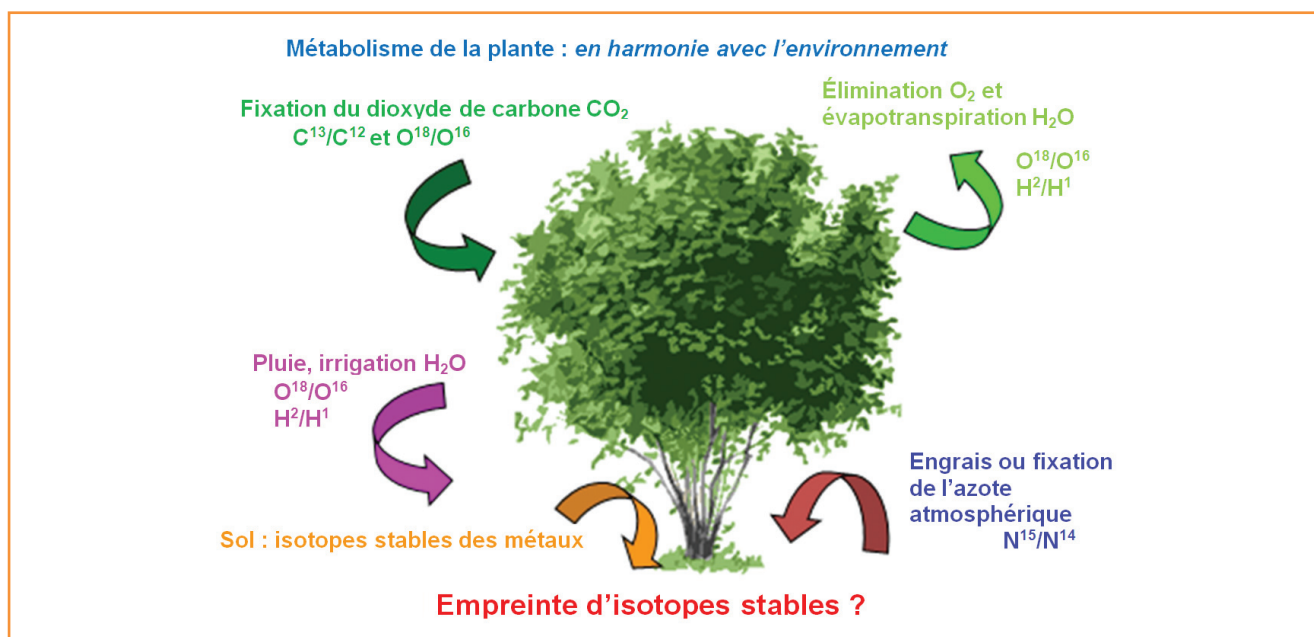 Métabolisme de la plante : en harmonie avec l'environnement
Fixation du dioxyde de carbone CO₂
C¹³/C¹² et O¹⁸/O¹⁶
Élimination O₂ et
évapotranspiration H₂O
O¹⁸/O¹⁶
H²/H¹
Pluie, irrigation H₂O
O¹⁸/O¹⁶
H²/H¹
Engrais ou fixation
de l'azote
atmosphérique
N¹⁵/N¹⁴
Sol : isotopes stables des métaux
Empreinte d'isotopes stables ?